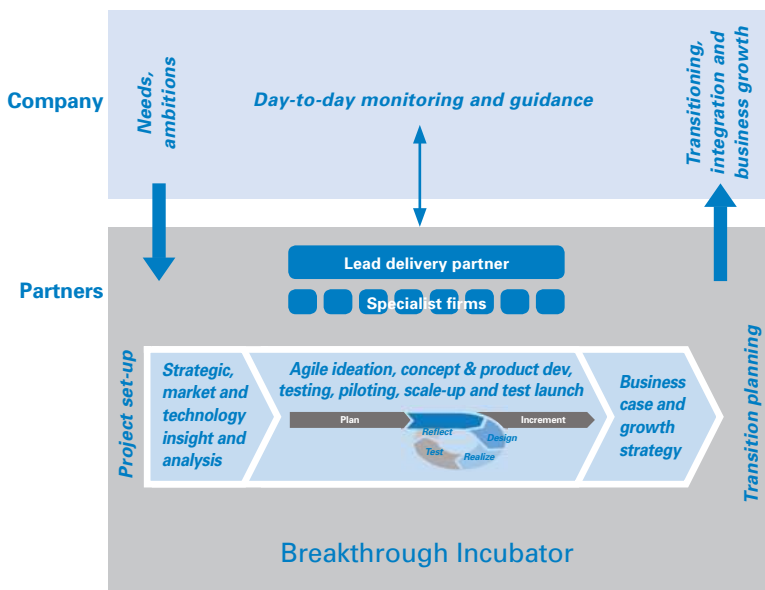 Company
Needs,
ambitions
Day-to-day monitoring and guidance
Transitioning,
integration and
business growth
Partners
Lead delivery partner
Specialist firms
Project set-up
Strategic,
market and
technology
insight and
analysis
Agile ideation, concept & product dev,
testing, piloting, scale-up and test launch
Plan
Increment
Reflect
Design
Test
Realize
Business
case and
growth
strategy
Transition planning
Breakthrough Incubator